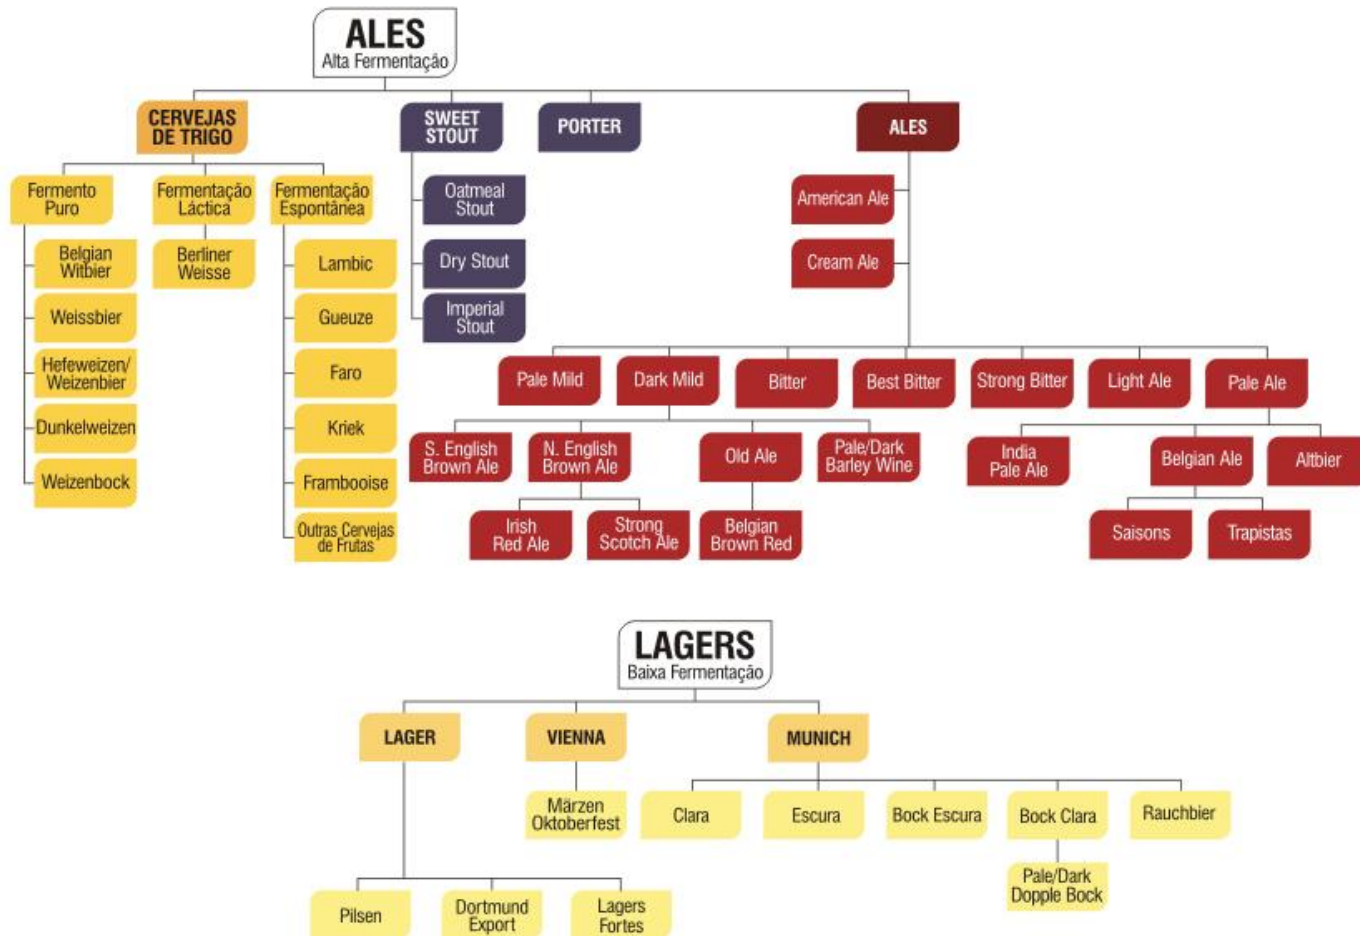 ALES
Alta Fermentação
CERVEJAS
DE TRIGO
SWEET
STOUT
PORTER
ALES
Fermento
Puro
Fermentação
Láctica
Fermentação
Espontânea
Belgian
Witbier
Weissbier
Hefeweizen/
Weizenbier
Dunkelweizen
Weizenbock
Berliner
Weisse
Lambic
Gueuze
Faro
Kriek
Frambooise
Outras Cervejas
de Frutas
Oatmeal
Stout
Dry Stout
Imperial
Stout
American Ale
Cream Ale
Pale Mild
Dark Mild
Bitter
Best Bitter
Strong Bitter
Light Ale
Pale Ale
S. English
Brown Ale
N. English
Brown Ale
Old Ale
Pale/Dark
Barley Wine
India
Pale Ale
Belgian Ale
Altbier
Irish
Red Ale
Strong
Scotch Ale
Belgian
Brown Red
Saisons
Trapistas
LAGERS
Baixa Fermentação
LAGER
VIENNA
MUNICH
Märzen
Oktoberfest
Clara
Escura
Bock Escura
Bock Clara
Rauchbier
Pale/Dark
Dopple Bock
Pilsen
Dortmund
Export
Lagers
Fortes